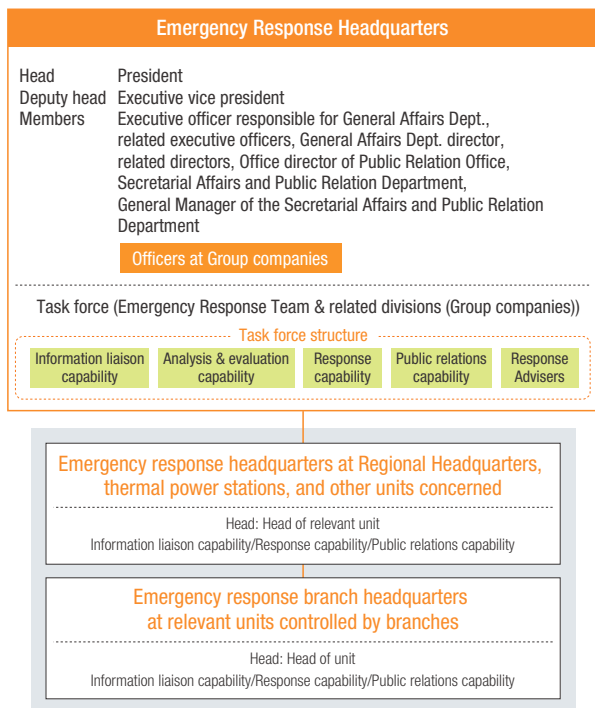 Emergency Response Headquarters
Head President
Deputy head Executive vice president
Members Executive officer responsible for General Affairs Dept.,
related executive officers, General Affairs Dept. director,
related directors, Office director of Public Relation Office,
Secretarial Affairs and Public Relation Department,
General Manager of the Secretarial Affairs and Public Relation
Department
Officers at Group companies
Task force (Emergency Response Team & related divisions (Group companies))
Task force structure
Information liaison
capability
Analysis & evaluation
capability
Response
capability
Public relations
capability
Response
Advisers
Emergency response headquarters at Regional Headquarters,
thermal power stations, and other units concerned
Head: Head of relevant unit
Information liaison capability/Response capability/Public relations capability
Emergency response branch headquarters
at relevant units controlled by branches
Head: Head of unit
Information liaison capability/Response capability/Public relations capability